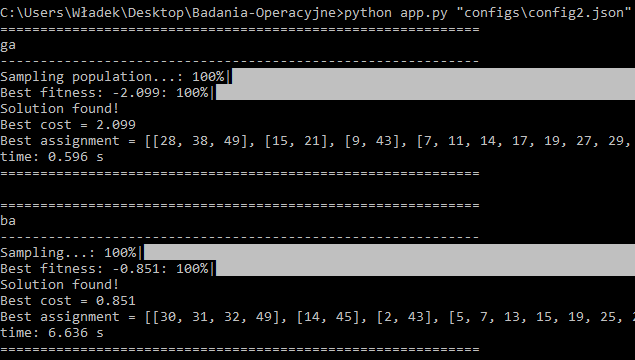 C:\Users\Władek\Desktop\Badania-Operacyjne>python app.py "configs\config2.json"
============================================================
ga
------------------------------------------------------------
Sampling population...: 100%|
Best fitness: -2.099: 100%|
Solution found!
Best cost = 2.099
Best assignment = [[28, 38, 49], [15, 21], [9, 43], [7, 11, 14, 17, 19, 27, 29,
time: 0.596 s
============================================================
============================================================
ba
------------------------------------------------------------
Sampling...: 100%|
Best fitness: -0.851: 100%|
Solution found!
Best cost = 0.851
Best assignment = [[30, 31, 32, 49], [14, 45], [2, 43], [5, 7, 13, 15, 19, 25,
time: 6.636 s
============================================================